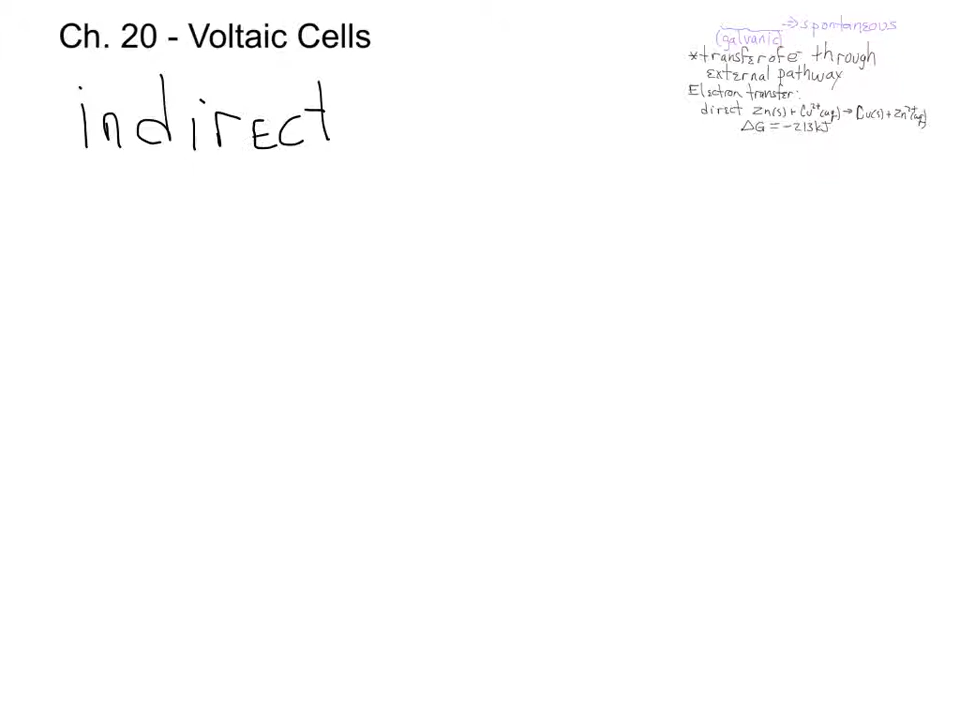 Ch. 20 - Voltaic Cells
indirect
→ spontaneous
(galvanic)
*transfer of e⁻ through
external pathway
Electron transfer:
direct Zn(s) + Cu²⁺(aq) → Cu(s) + Zn²⁺(aq)
ΔG = -213kJ